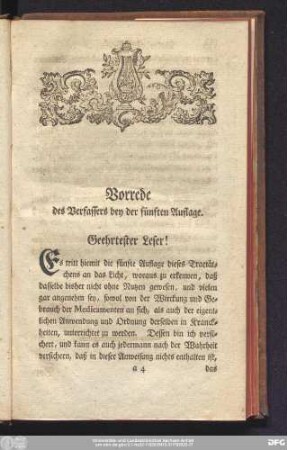 Vorrede
des Verfassers bey der fünften Auflage.
Geehrtester Leser!
Es tritt hiemit die fünfte Auflage dieses Tractät-
chens an das Licht, woraus zu erkennen, daß
dasselbe bisher nicht ohne Nutzen gewesen, und vielen
gar angenehm sey, sowol von der Wirckung und Ge-
brauch der Medicamenten an sich; als auch der eigent-
lichen Anwendung und Ordnung derselben in Kranck-
heiten, unterrichtet zu werden. Dessen bin ich versi-
chert, und kann es auch jedermann nach der Wahrheit
versichern, daß in dieser Anweisung nichts enthalten ist,
a 4 das
DFG